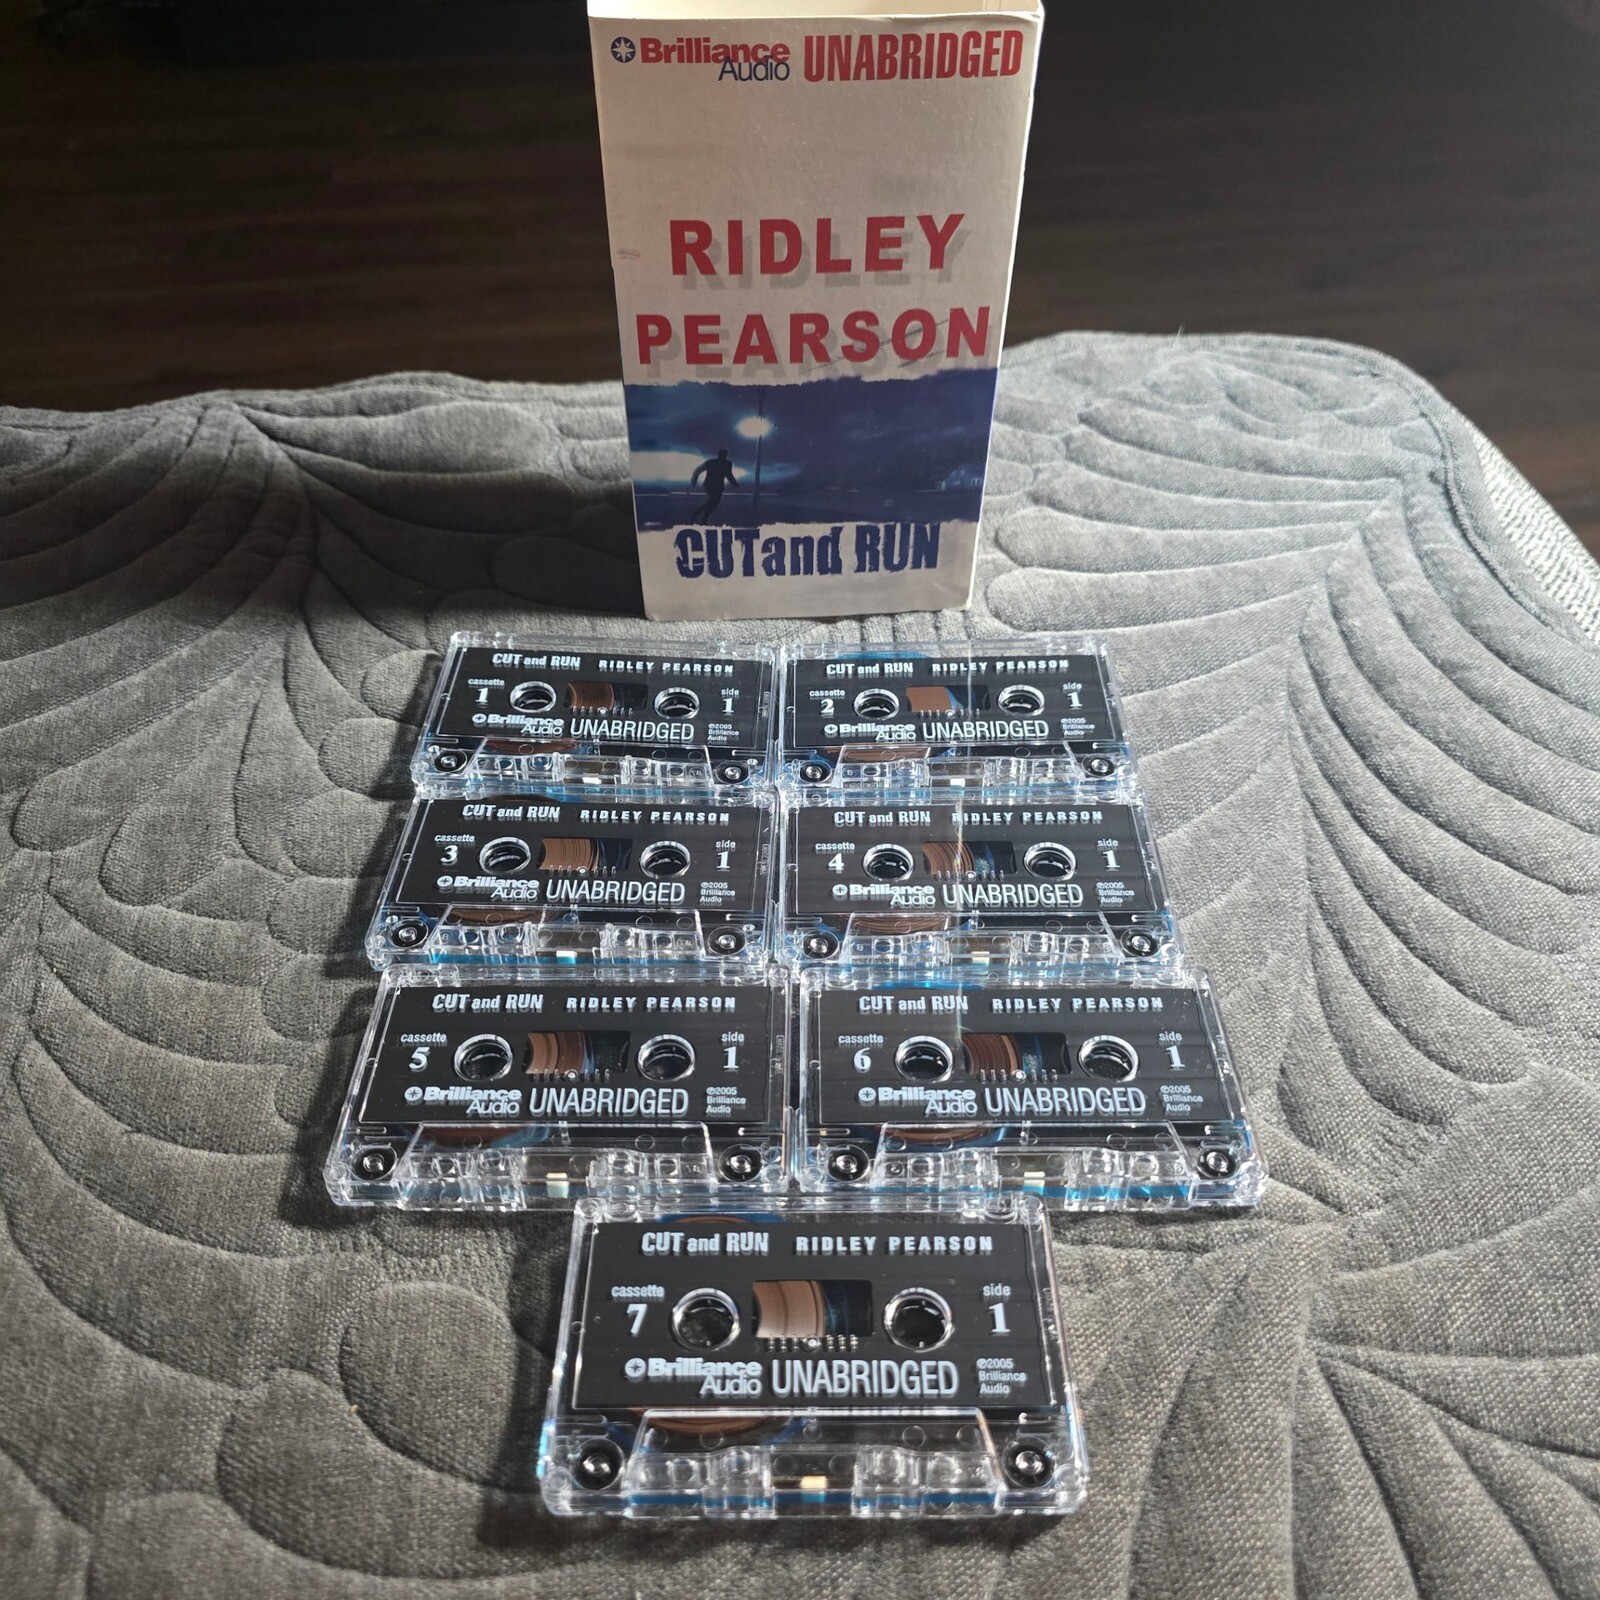 Brilliance Audio UNABRIDGED
RIDLEY
PEARSON
CUT and RUN
CUT and RUN RIDLEY PEARSON
cassette 1 side 1
Brilliance Audio UNABRIDGED ℗2005 Brilliance Audio
CUT and RUN RIDLEY PEARSON
cassette 2 side 1
Brilliance Audio UNABRIDGED ℗2005 Brilliance Audio
CUT and RUN RIDLEY PEARSON
cassette 3 side 1
Brilliance Audio UNABRIDGED ℗2005 Brilliance Audio
CUT and RUN RIDLEY PEARSON
cassette 4 side 1
Brilliance Audio UNABRIDGED ℗2005 Brilliance Audio
CUT and RUN RIDLEY PEARSON
cassette 5 side 1
Brilliance Audio UNABRIDGED ℗2005 Brilliance Audio
CUT and RUN RIDLEY PEARSON
cassette 6 side 1
Brilliance Audio UNABRIDGED ℗2005 Brilliance Audio
CUT and RUN RIDLEY PEARSON
cassette 7 side 1
Brilliance Audio UNABRIDGED ℗2005 Brilliance Audio